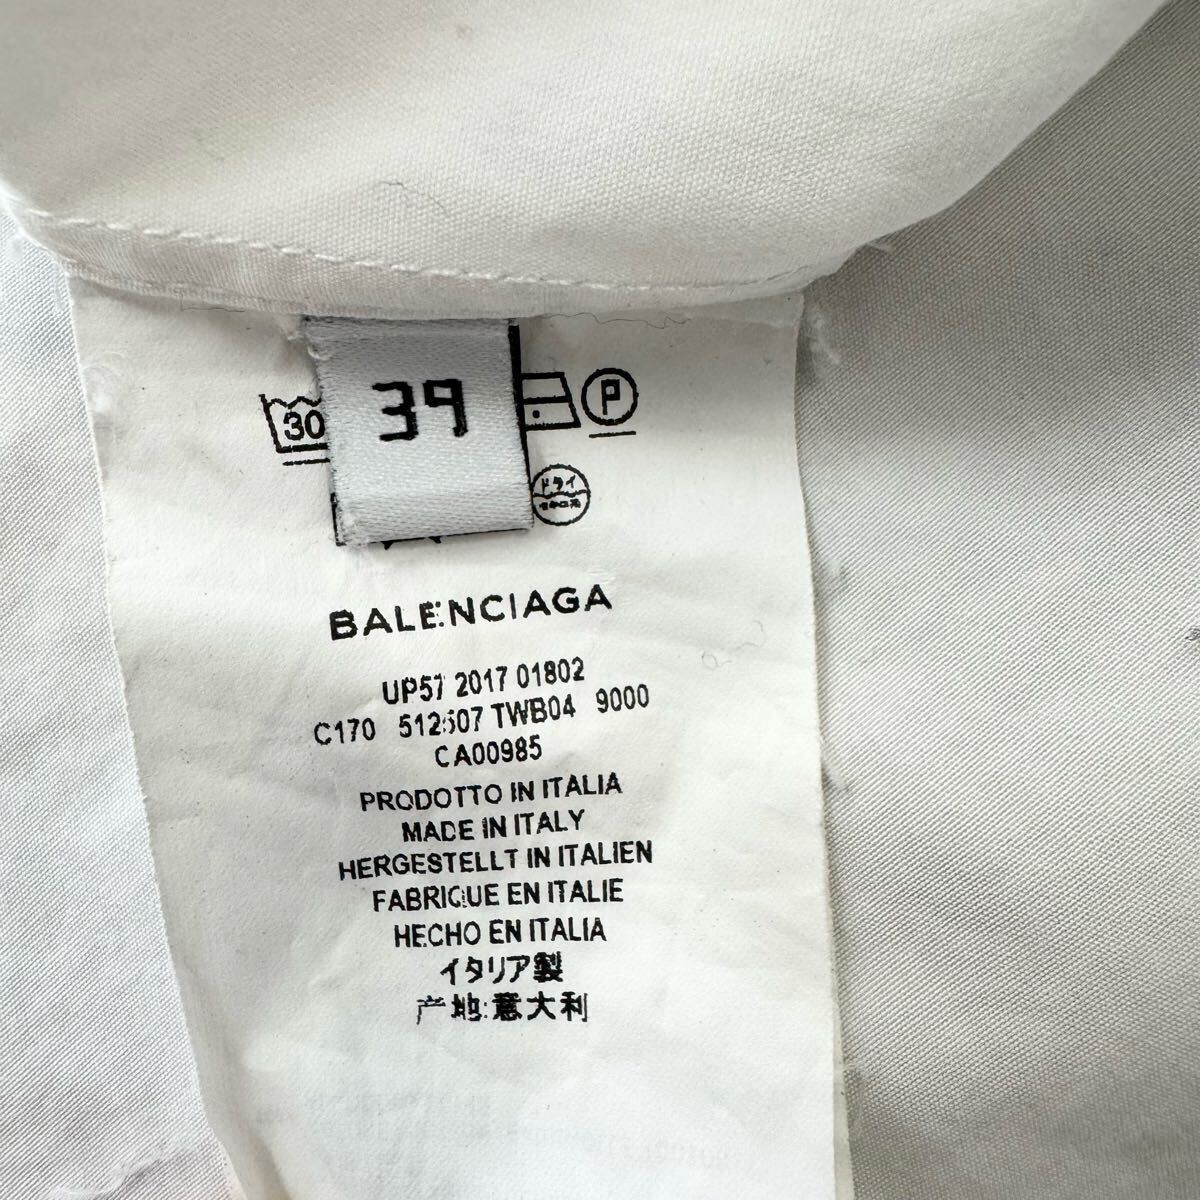 30 39 P
ドライ
BALENCIAGA
UP57 2017 01802
C170 512607 TWB04 9000
CA00985
PRODOTTO IN ITALIA
MADE IN ITALY
HERGESTELLT IN ITALIEN
FABRIQUE EN ITALIE
HECHO EN ITALIA
イタリア製
产地:意大利